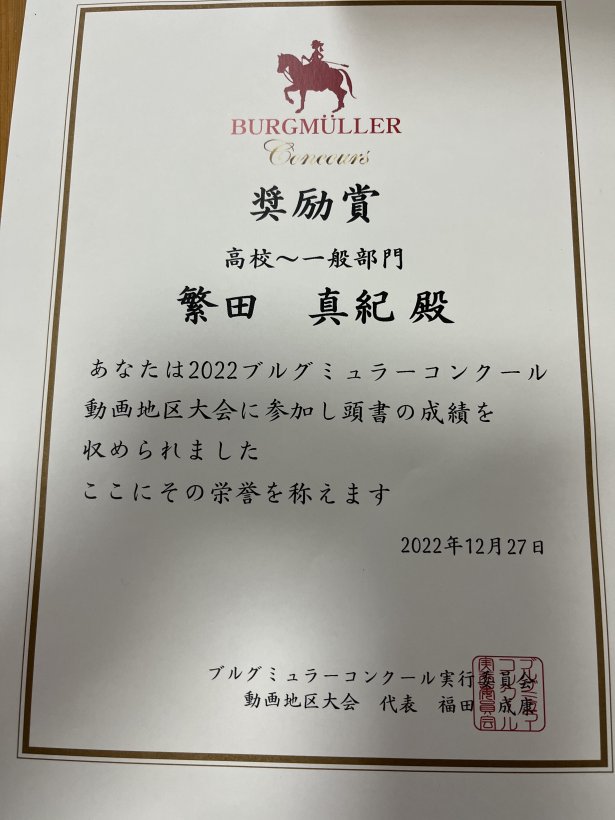 BURGMÜLLER
Concours
奨励賞
高校～一般部門
繁田 真紀 殿
あなたは2022ブルグミュラーコンクール
動画地区大会に参加し頭書の成績を
収められました
ここにその栄誉を称えます
2022年12月27日
ブルグミュラーコンクール実行委員会
動画地区大会 代表 福田 成康